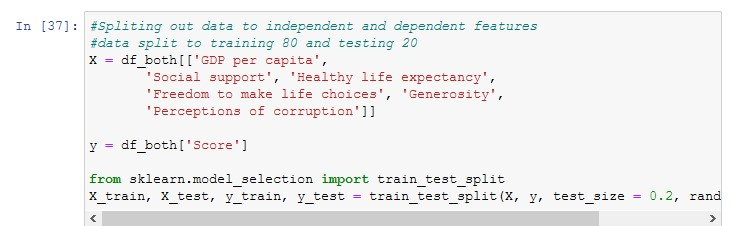 In [37]: #Spliting out data to independent and dependent features
#data split to training 80 and testing 20
X = df_both[['GDP per capita',
'Social support', 'Healthy life expectancy',
'Freedom to make life choices', 'Generosity',
'Perceptions of corruption']]
y = df_both['Score']
from sklearn.model_selection import train_test_split
X_train, X_test, y_train, y_test = train_test_split(X, y, test_size = 0.2, rand